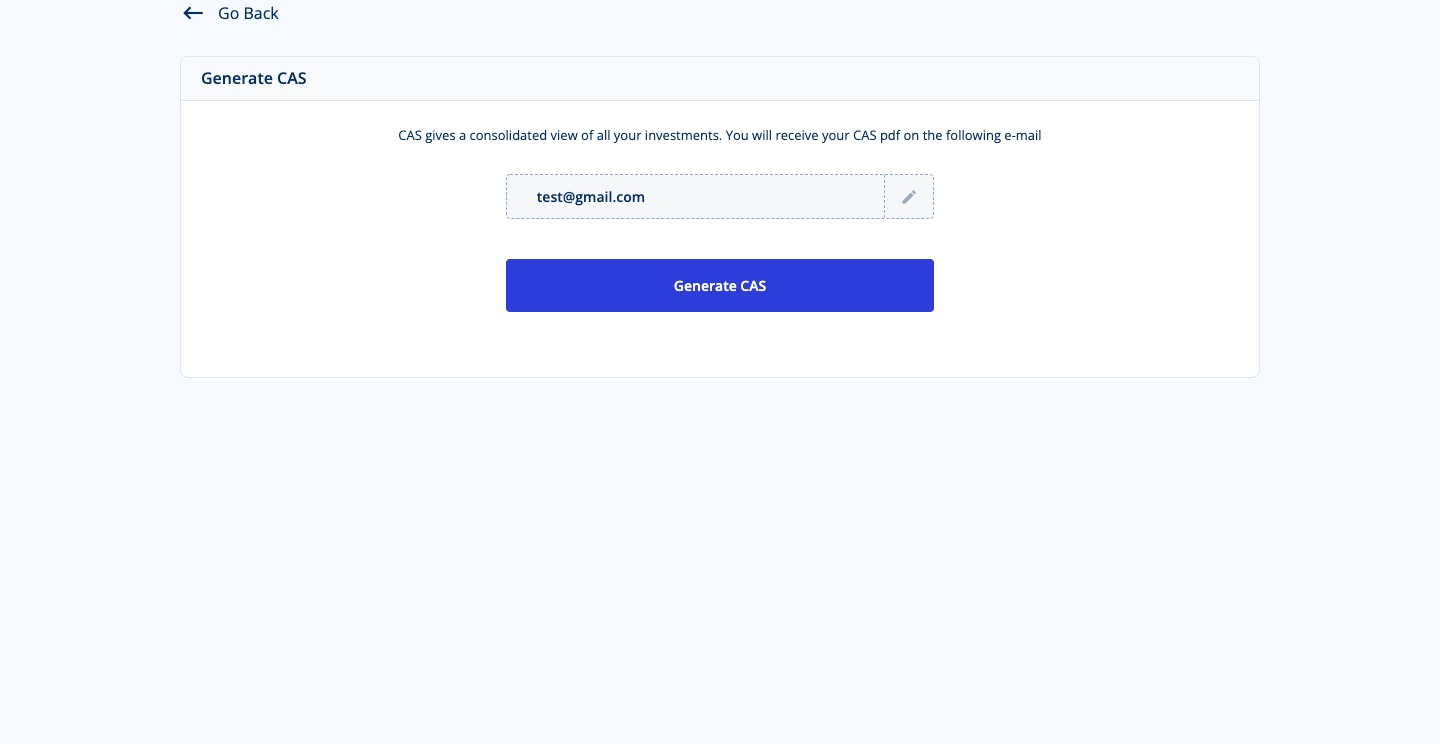 Go Back
Generate CAS
CAS gives a consolidated view of all your investments. You will receive your CAS pdf on the following e-mail
test@gmail.com
Generate CAS